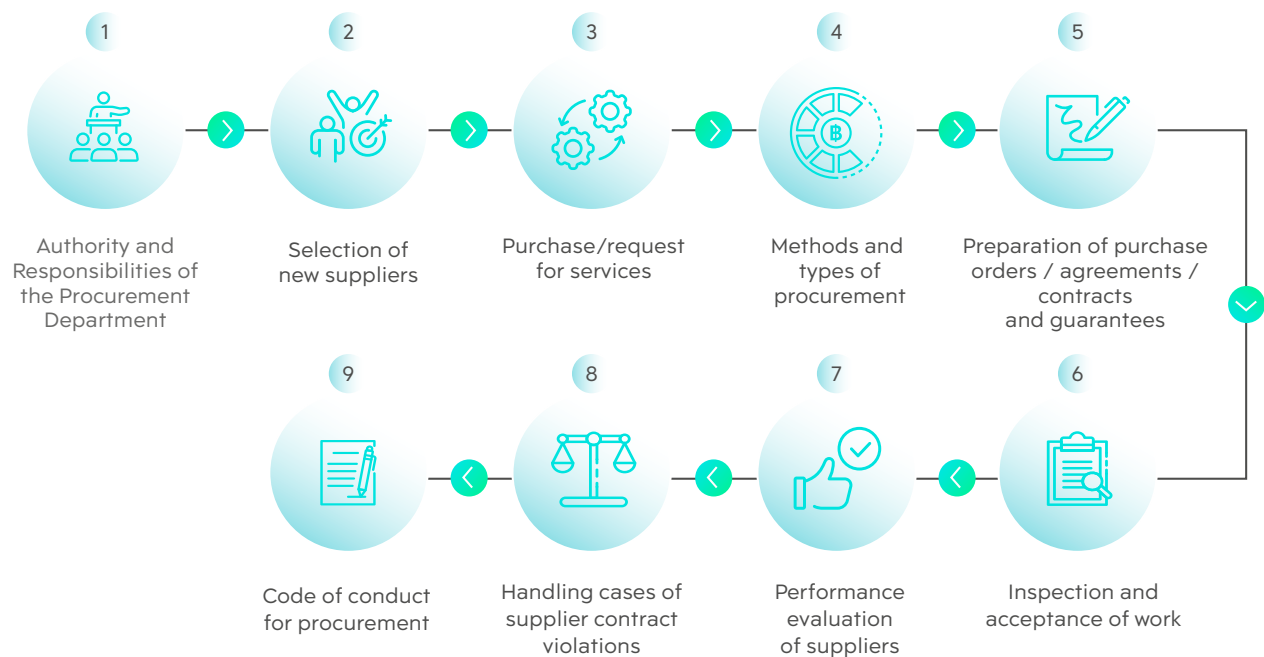 1
Authority and
Responsibilities of
the Procurement
Department
2
Selection of
new suppliers
3
Purchase/request
for services
4
฿
Methods and
types of
procurement
5
Preparation of purchase
orders / agreements /
contracts
and guarantees
6
Inspection and
acceptance of work
7
Performance
evaluation
of suppliers
8
Handling cases of
supplier contract
violations
9
Code of conduct
for procurement